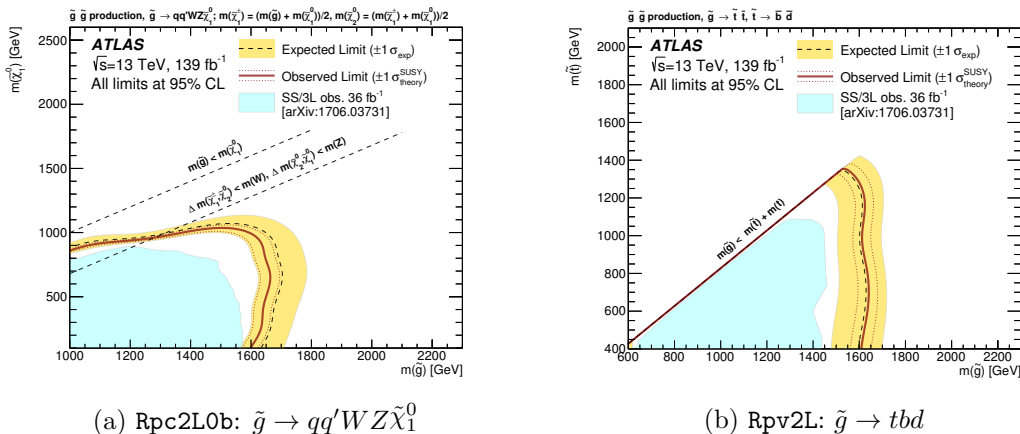 g̃ g̃ production, g̃ → qq'WZχ̃₁⁰; m(χ̃₁±) = (m(g̃) + m(χ̃₁⁰))/2, m(χ̃₂⁰) = (m(χ̃₁±) + m(χ̃₁⁰))/2
m(χ̃₁⁰) [GeV]
2500
2000
1500
1000
500
ATLAS
√s=13 TeV, 139 fb⁻¹
All limits at 95% CL
Expected Limit (±1 σexp)
Observed Limit (±1 σ SUSY theory)
SS/3L obs. 36 fb⁻¹
[arXiv:1706.03731]
m(g̃) < m(χ̃₁⁰)
Δ m(χ̃₁±,χ̃₂⁰) < m(W), Δ m(χ̃₂⁰,χ̃₁⁰) < m(Z)
1000 1200 1400 1600 1800 2000 2200
m(g̃) [GeV]
(a) Rpc2L0b: g̃ → qq′WZχ̃₁⁰
g̃ g̃ production, g̃ → t̃ t̄, t̃ → b̄ d̄
m(t̃) [GeV]
2000
1800
1600
1400
1200
1000
800
600
400
ATLAS
√s=13 TeV, 139 fb⁻¹
All limits at 95% CL
Expected Limit (±1 σexp)
Observed Limit (±1 σ SUSY theory)
SS/3L obs. 36 fb⁻¹
[arXiv:1706.03731]
m(g̃) < m(t̃) + m(t)
600 800 1000 1200 1400 1600 1800 2000 2200
m(g̃) [GeV]
(b) Rpv2L: g̃ → tbd